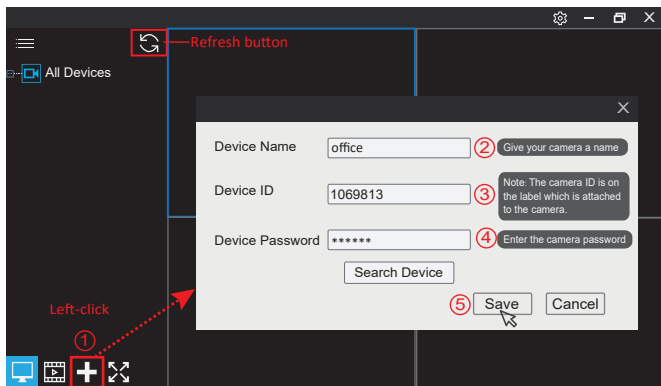 Refresh button
All Devices
Device Name
office
② Give your camera a name
Device ID
1069813
③ Note: The camera ID is on
the label which is attached
to the camera.
Device Password
******
④ Enter the camera password
Search Device
⑤ Save
Cancel
Left-click
①